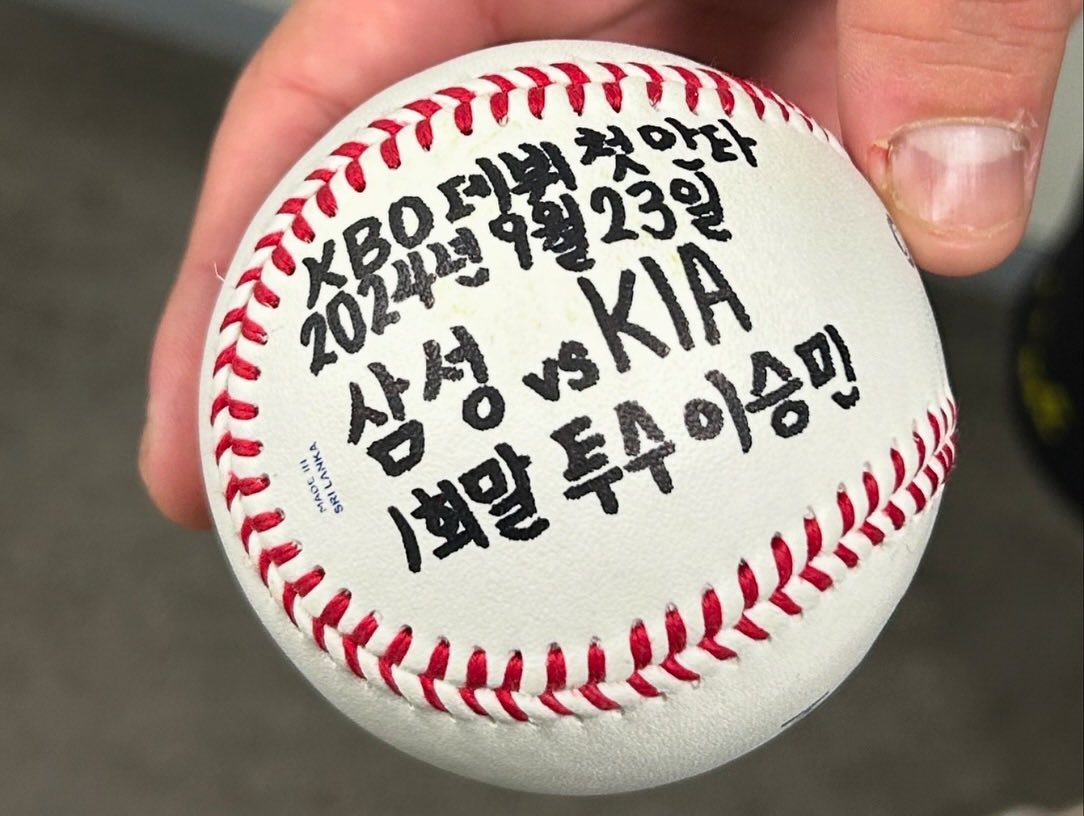 KBO 데뷔 첫 안타
2024년 9월 23일
삼성 vs KIA
1회말 투수 이승민
MADE IN
SRI LANKA